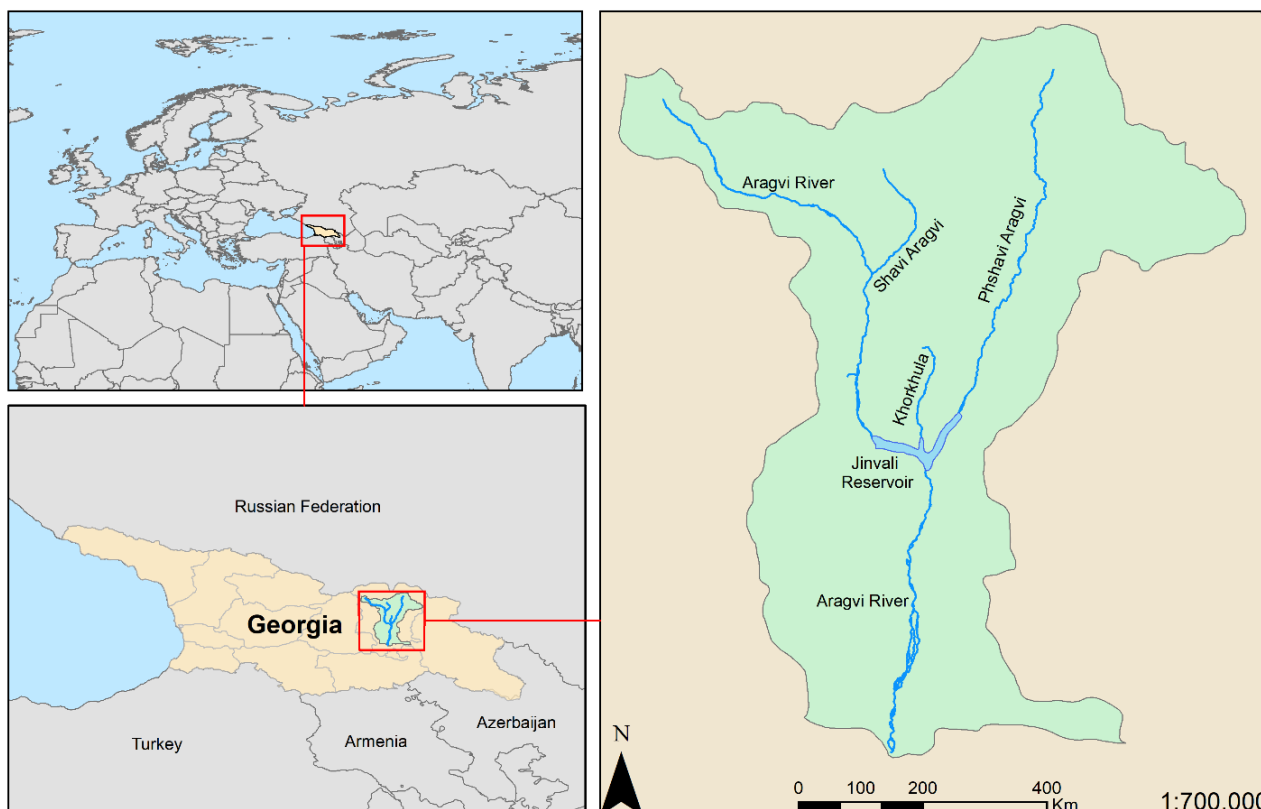 Russian Federation
Georgia
Turkey
Armenia
Azerbaijan
Aragvi River
Shavi Aragvi
Phshavi Aragvi
Khorkhula
Jinvali
Reservoir
Aragvi River
N
0 100 200 400
Km
1:700,000